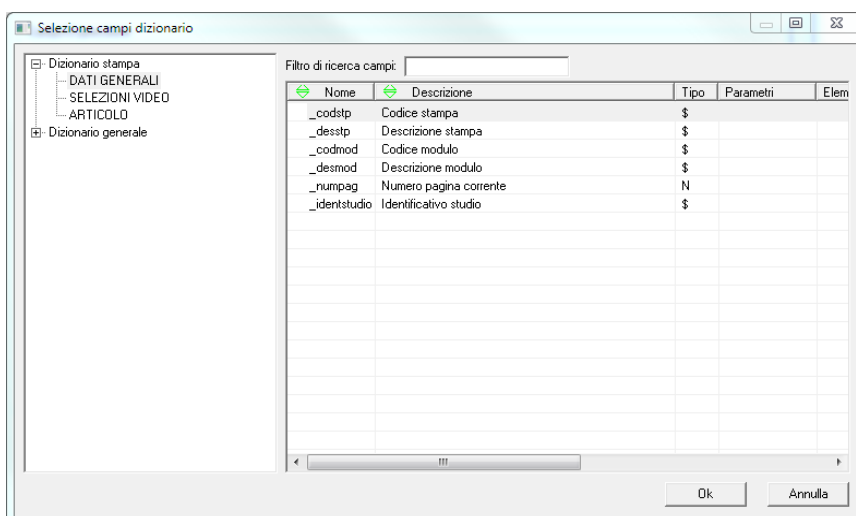 Selezione campi dizionario
Dizionario stampa
DATI GENERALI
SELEZIONI VIDEO
ARTICOLO
Dizionario generale
Filtro di ricerca campi:
Nome Descrizione Tipo Parametri Elem
_codstp Codice stampa $
_desstp Descrizione stampa $
_codmod Codice modulo $
_desmod Descrizione modulo $
_numpag Numero pagina corrente N
_identstudio Identificativo studio $
Ok Annulla